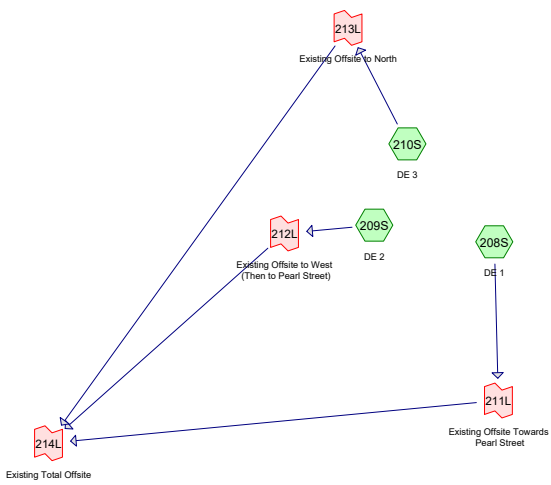 213L
Existing Offsite to North
210S
DE 3
209S
DE 2
212L
Existing Offsite to West
(Then to Pearl Street)
208S
DE 1
211L
Existing Offsite Towards
Pearl Street
214L
Existing Total Offsite